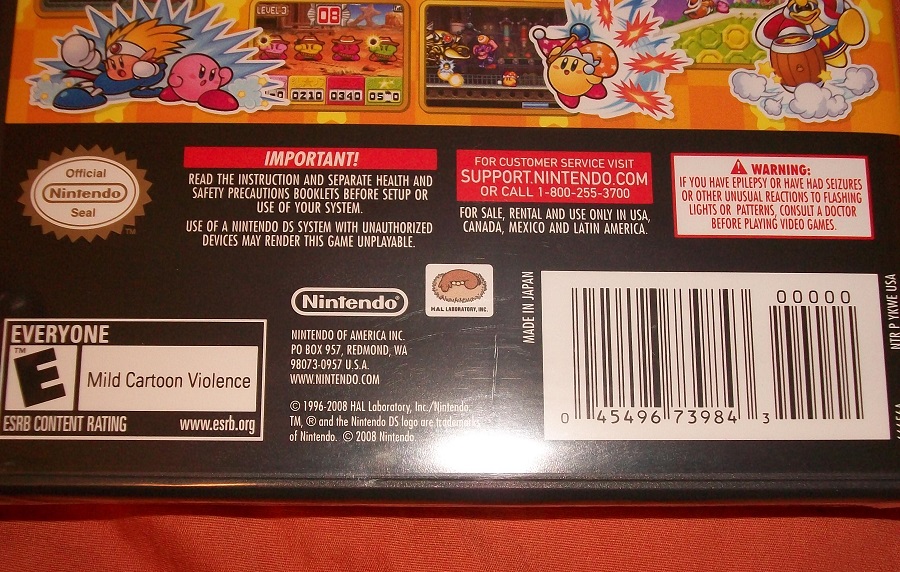 LEVEL:3
08
0210 0340
Official
Nintendo
Seal
TM
IMPORTANT!
READ THE INSTRUCTION AND SEPARATE HEALTH AND
SAFETY PRECAUTIONS BOOKLETS BEFORE SETUP OR
USE OF YOUR SYSTEM.
USE OF A NINTENDO DS SYSTEM WITH UNAUTHORIZED
DEVICES MAY RENDER THIS GAME UNPLAYABLE.
FOR CUSTOMER SERVICE VISIT
SUPPORT.NINTENDO.COM
OR CALL 1-800-255-3700
FOR SALE, RENTAL AND USE ONLY IN USA,
CANADA, MEXICO AND LATIN AMERICA.
WARNING:
IF YOU HAVE EPILEPSY OR HAVE HAD SEIZURES
OR OTHER UNUSUAL REACTIONS TO FLASHING
LIGHTS OR PATTERNS, CONSULT A DOCTOR
BEFORE PLAYING VIDEO GAMES.
EVERYONE
TM
E
Mild Cartoon Violence
ESRB CONTENT RATING www.esrb.org
Nintendo®
HAL LABORATORY, INC.
NINTENDO OF AMERICA INC.
PO BOX 957, REDMOND, WA
98073-0957 U.S.A.
WWW.NINTENDO.COM
© 1996-2008 HAL Laboratory, Inc./Nintendo.
TM, ® and the Nintendo DS logo are trademarks
of Nintendo. © 2008 Nintendo.
MADE IN JAPAN
00000
0 45496 73984 3
NTR P YKWE USA